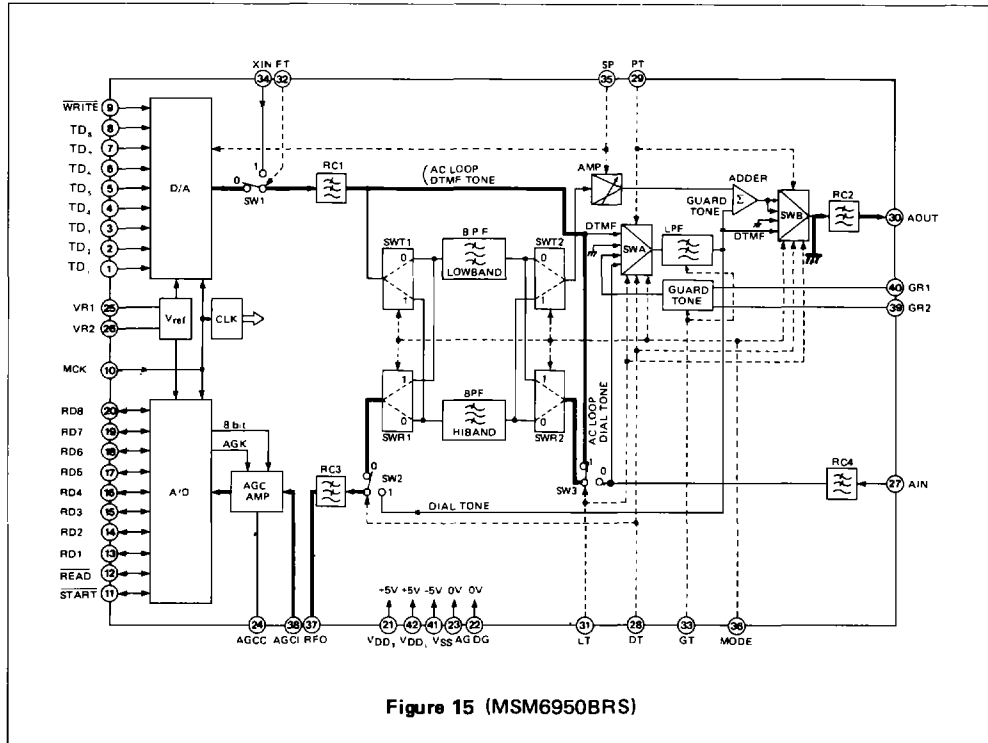 XIN FT SP PT
34 32 35 29
WRITE 9
TD₈ 8
TD₇ 7
TD₆ 6
TD₅ 5
TD₄ 4
TD₃ 3
TD₂ 2
TD₁ 1
D/A
0 1
SW1
RC1
(AC LOOP
DTMF TONE
AMP
ADDER
Σ
GUARD
TONE
DTMF
SWA
LPF
SWB
DTMF
RC2
30 AOUT
SWT1
0
1
BPF
LOWBAND
SWT2
0
1
GUARD
TONE
40 GR1
39 GR2
VR1 25
VR2 26
Vref
CLK
MCK 10
SWR1
1
0
BPF
HIBAND
SWR2
1
0
AC LOOP
DIAL TONE
RD8 20
RD7 19
RD6 18
RD5 17
RD4 16
RD3 15
RD2 14
RD1 13
READ 12
START 11
A/D
8 bit
AGK
AGC
AMP
RC3
SW2
0
1
DIAL TONE
SW3
1
0
RC4
27 AIN
+5V +5V -5V 0V 0V
24 38 37 21 42 41 23 22 31 28 33 36
AGCC AGCI RFO VDD, VDD, VSS AG DG LT DT GT MODE
Figure 15 (MSM6950BRS)